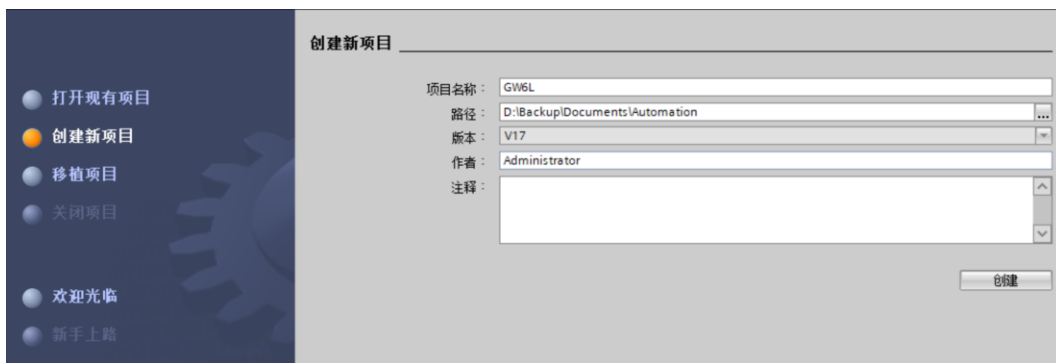 打开现有项目
创建新项目
移植项目
关闭项目
欢迎光临
新手上路
创建新项目
项目名称： GW6L
路径： D:\Backup\Documents\Automation ...
版本： V17
作者： Administrator
注释：
创建